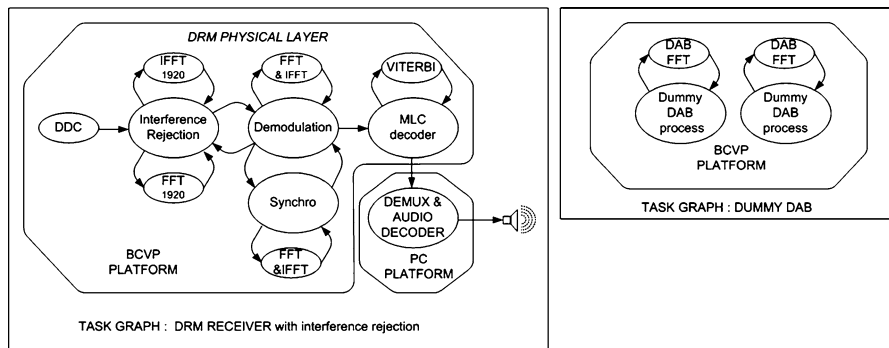 DRM PHYSICAL LAYER
IFFT
1920
FFT
& IFFT
VITERBI
DDC
Interference
Rejection
Demodulation
MLC
decoder
FFT
1920
Synchro
FFT
&IFFT
DEMUX &
AUDIO
DECODER
BCVP
PLATFORM
PC
PLATFORM
TASK GRAPH : DRM RECEIVER with interference rejection
DAB
FFT
DAB
FFT
Dummy
DAB
process
Dummy
DAB
process
BCVP
PLATFORM
TASK GRAPH : DUMMY DAB